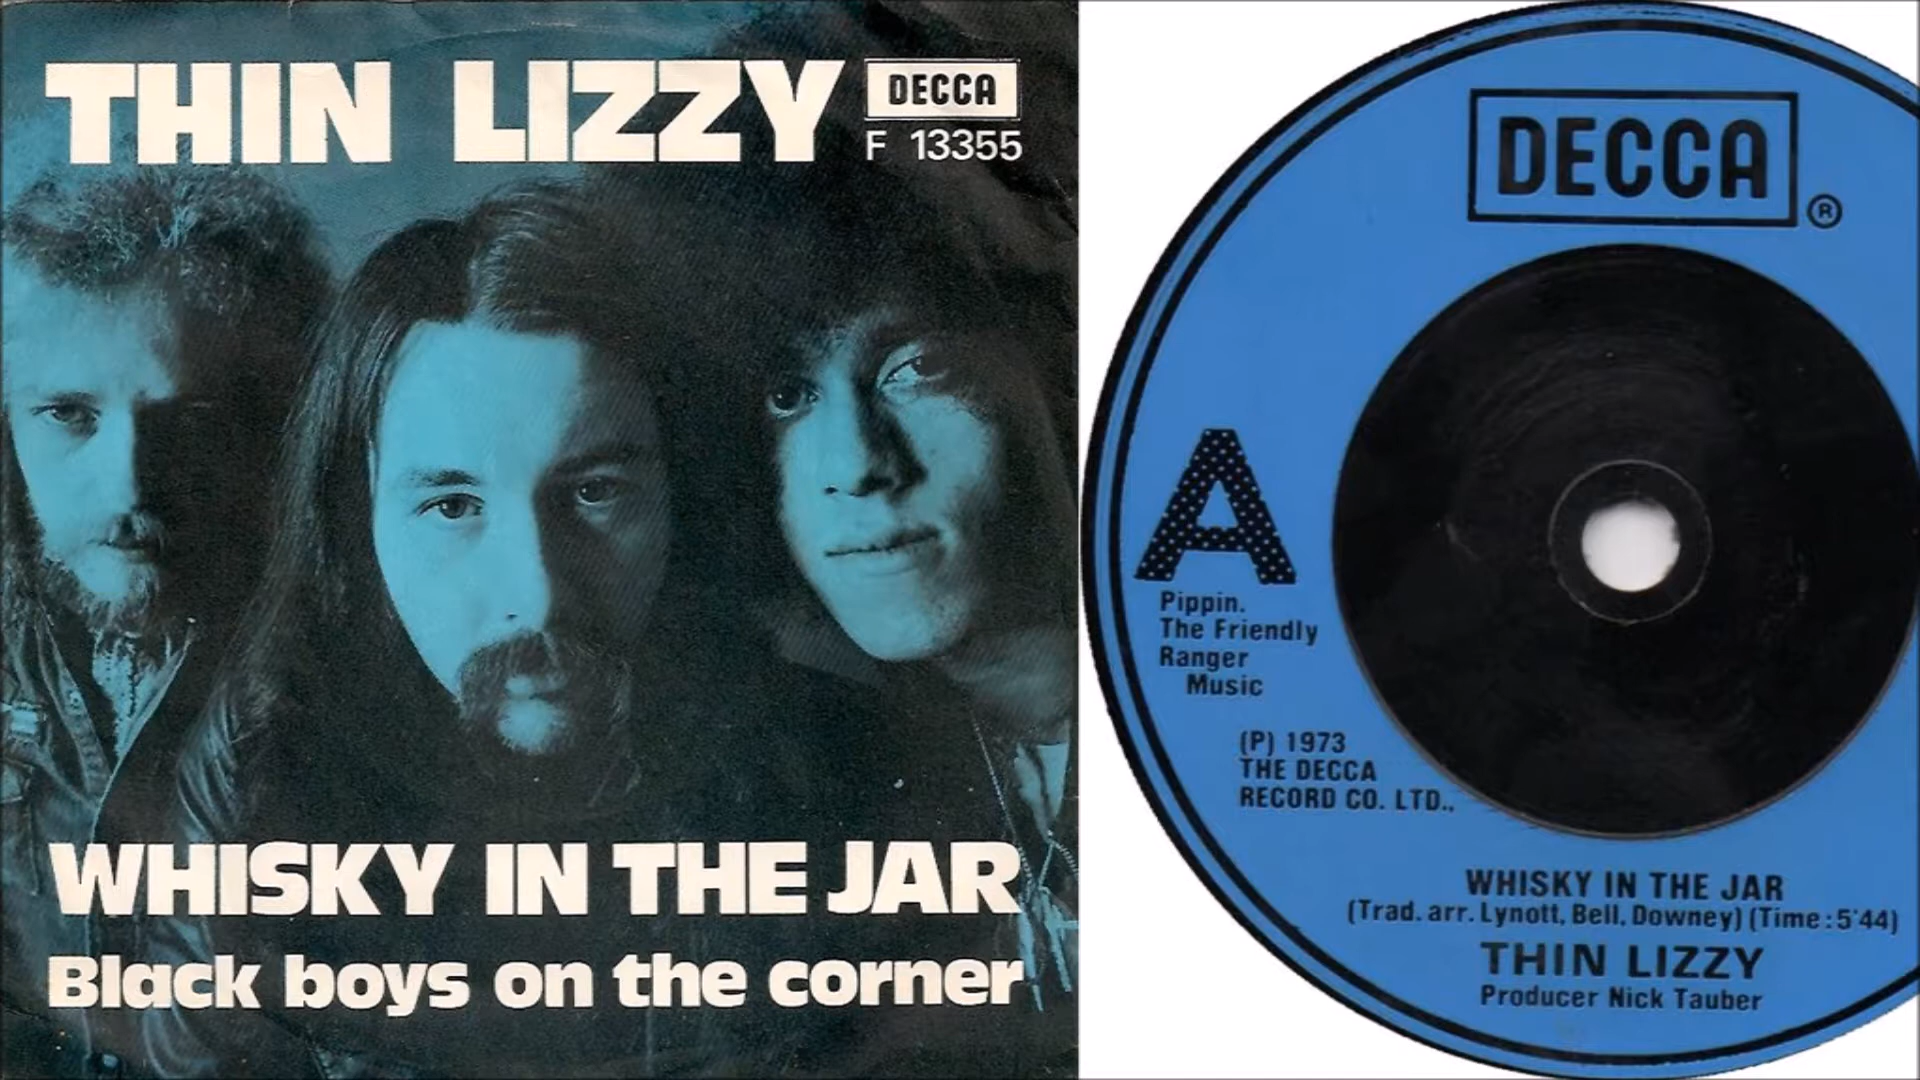 THIN LIZZY
DECCA
F 13355
WHISKY IN THE JAR
Black boys on the corner
DECCA
®
A
Pippin.
The Friendly
Ranger
Music
(P) 1973
THE DECCA
RECORD CO. LTD..
WHISKY IN THE JAR
(Trad. arr. Lynott, Bell, Downey) (Time: 5'44)
THIN LIZZY
Producer Nick Tauber